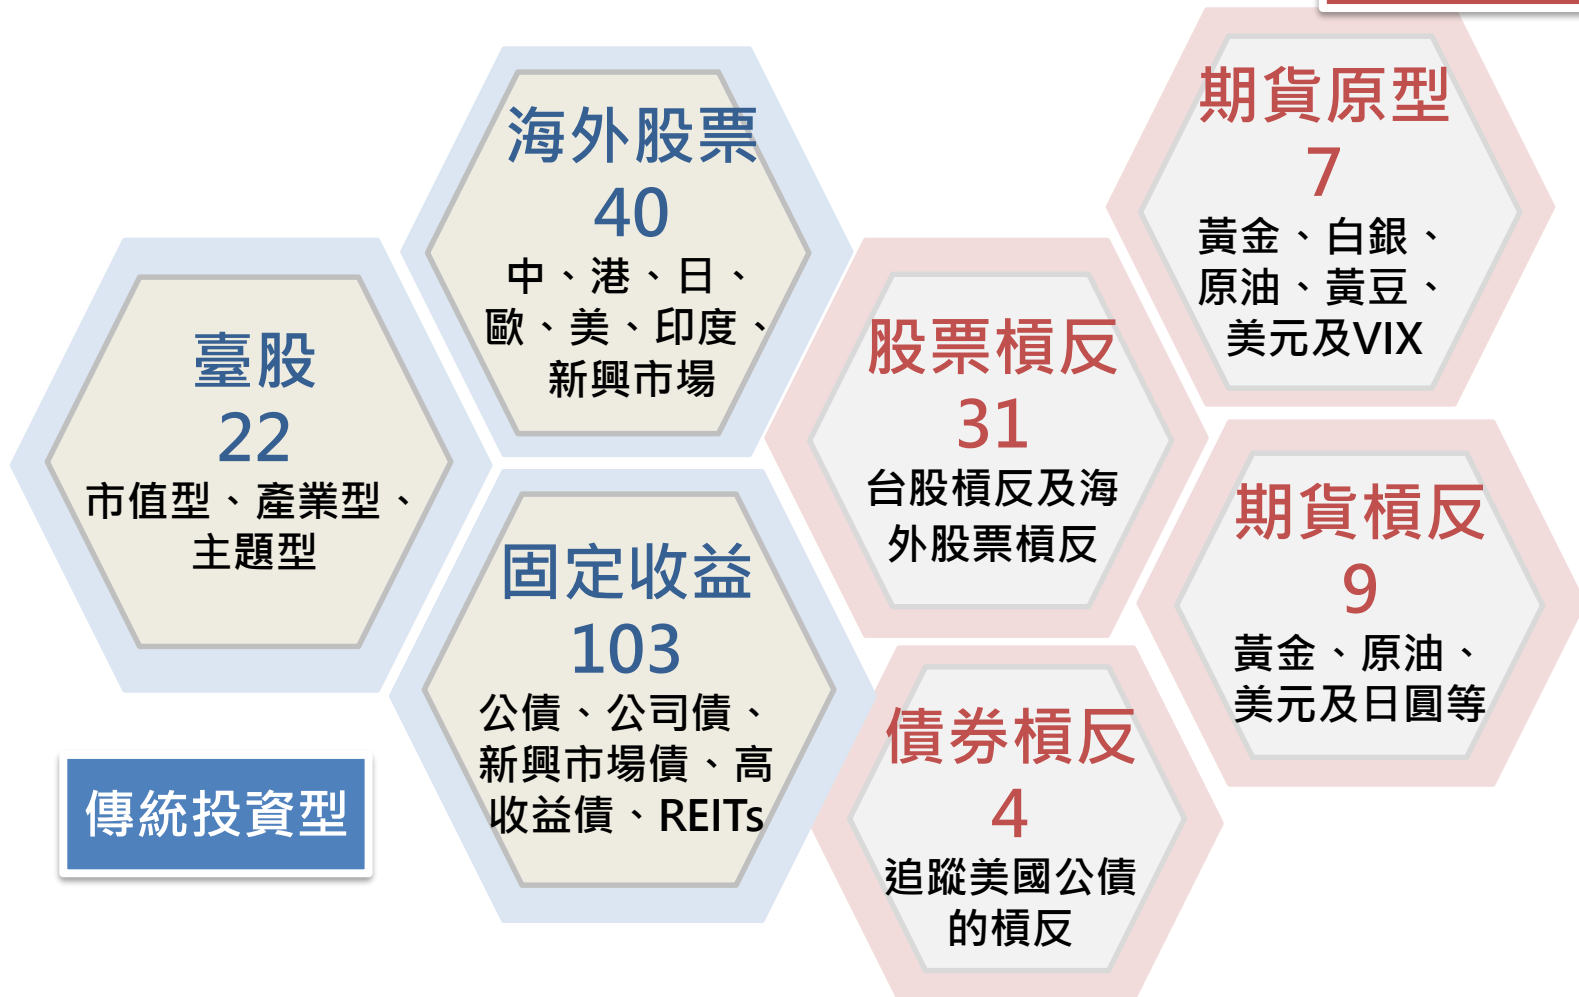 臺股
22
市值型、產業型、
主題型
海外股票
40
中、港、日、
歐、美、印度、
新興市場
固定收益
103
公債、公司債、
新興市場債、高
收益債、REITs
傳統投資型
股票槓反
31
台股槓反及海
外股票槓反
債券槓反
4
追蹤美國公債
的槓反
期貨原型
7
黃金、白銀、
原油、黃豆、
美元及VIX
期貨槓反
9
黃金、原油、
美元及日圓等